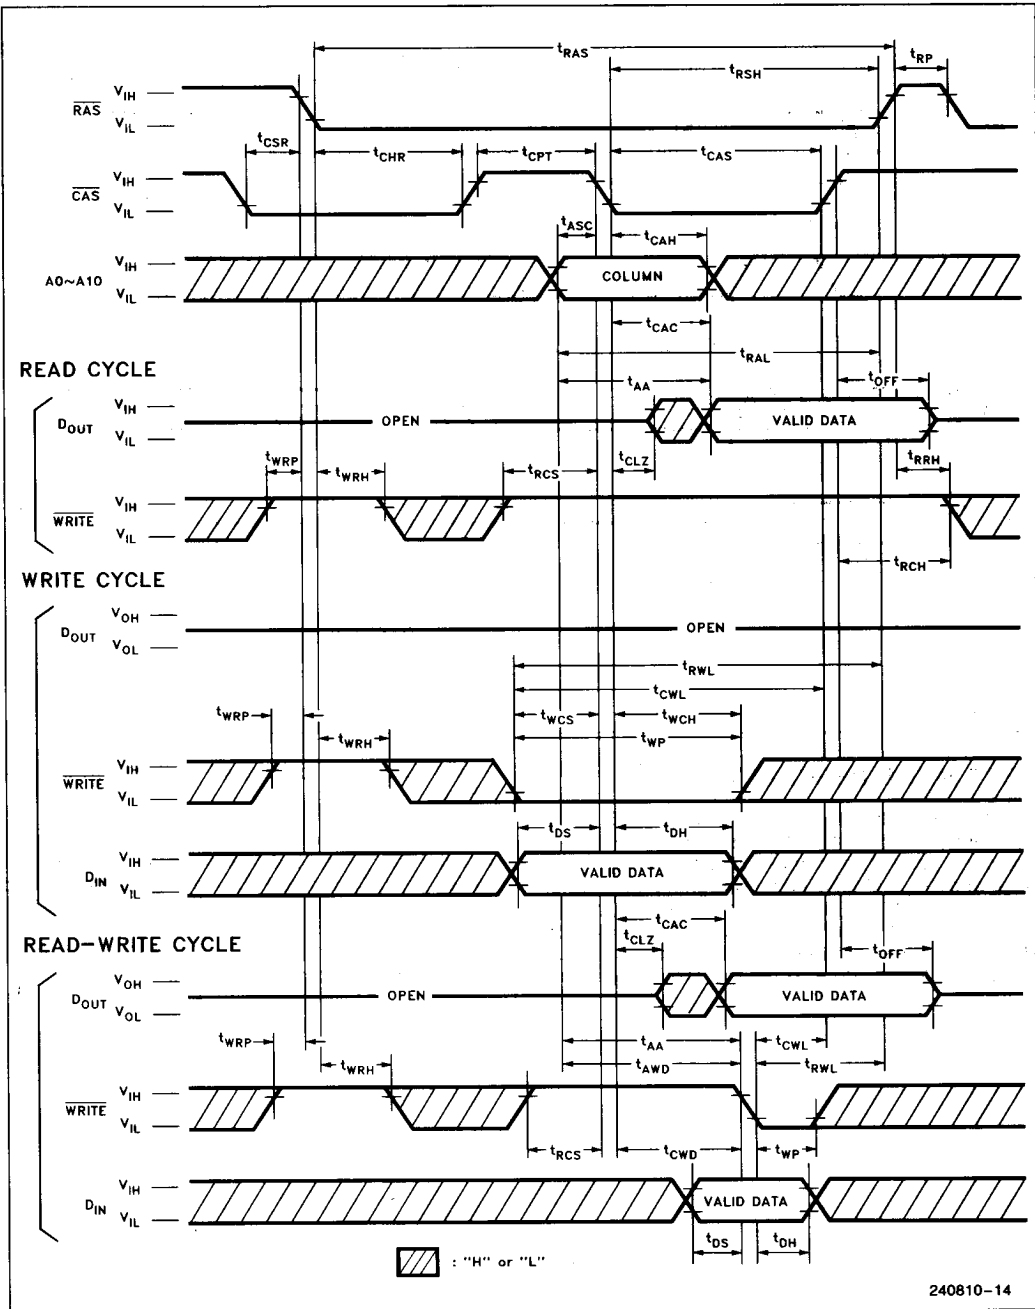 tRAS
tRP
tRSH
RAS VIH
VIL
tCSR tCHR tCPT tCAS
CAS VIH
VIL
tASC tCAH
A0~A10 VIH COLUMN
VIL
tCAC
tRAL
READ CYCLE
tAA tOFF
DOUT VIH OPEN VALID DATA
VIL
tWRP tWRH tRCS tCLZ tRRH
WRITE VIH
VIL
tRCH
WRITE CYCLE
DOUT VOH OPEN
VOL
tRWL
tCWL
tWRP tWCS tWCH
tWRH tWP
WRITE VIH
VIL
tDS tDH
DIN VIH VALID DATA
VIL
tCAC
READ-WRITE CYCLE
tCLZ tOFF
DOUT VOH OPEN VALID DATA
VOL
tWRP tAA tCWL
tWRH tAWD tRWL
WRITE VIH
VIL
tRCS tCWD tWP
DIN VIH VALID DATA
VIL
tDS tDH
: "H" or "L"
240810-14